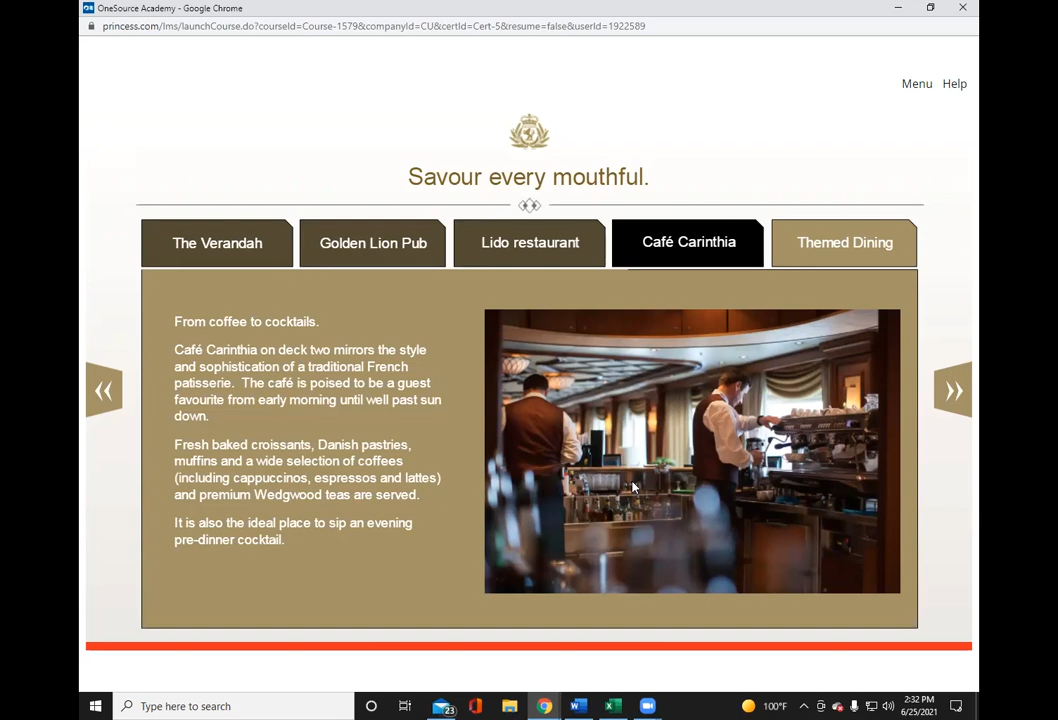 OneSource Academy - Google Chrome
princess.com/lms/launchCourse.do?courseId=Course-1579&companyId=CU&certId=Cert-5&resume=false&userId=1922589
Menu Help
Savour every mouthful.
The Verandah Golden Lion Pub Lido restaurant Café Carinthia Themed Dining
From coffee to cocktails.
Café Carinthia on deck two mirrors the style
and sophistication of a traditional French
patisserie. The café is poised to be a guest
favourite from early morning until well past sun
down.
Fresh baked croissants, Danish pastries,
muffins and a wide selection of coffees
(including cappuccinos, espressos and lattes)
and premium Wedgwood teas are served.
It is also the ideal place to sip an evening
pre-dinner cocktail.
Type here to search
23
100°F
2:32 PM
6/25/2021